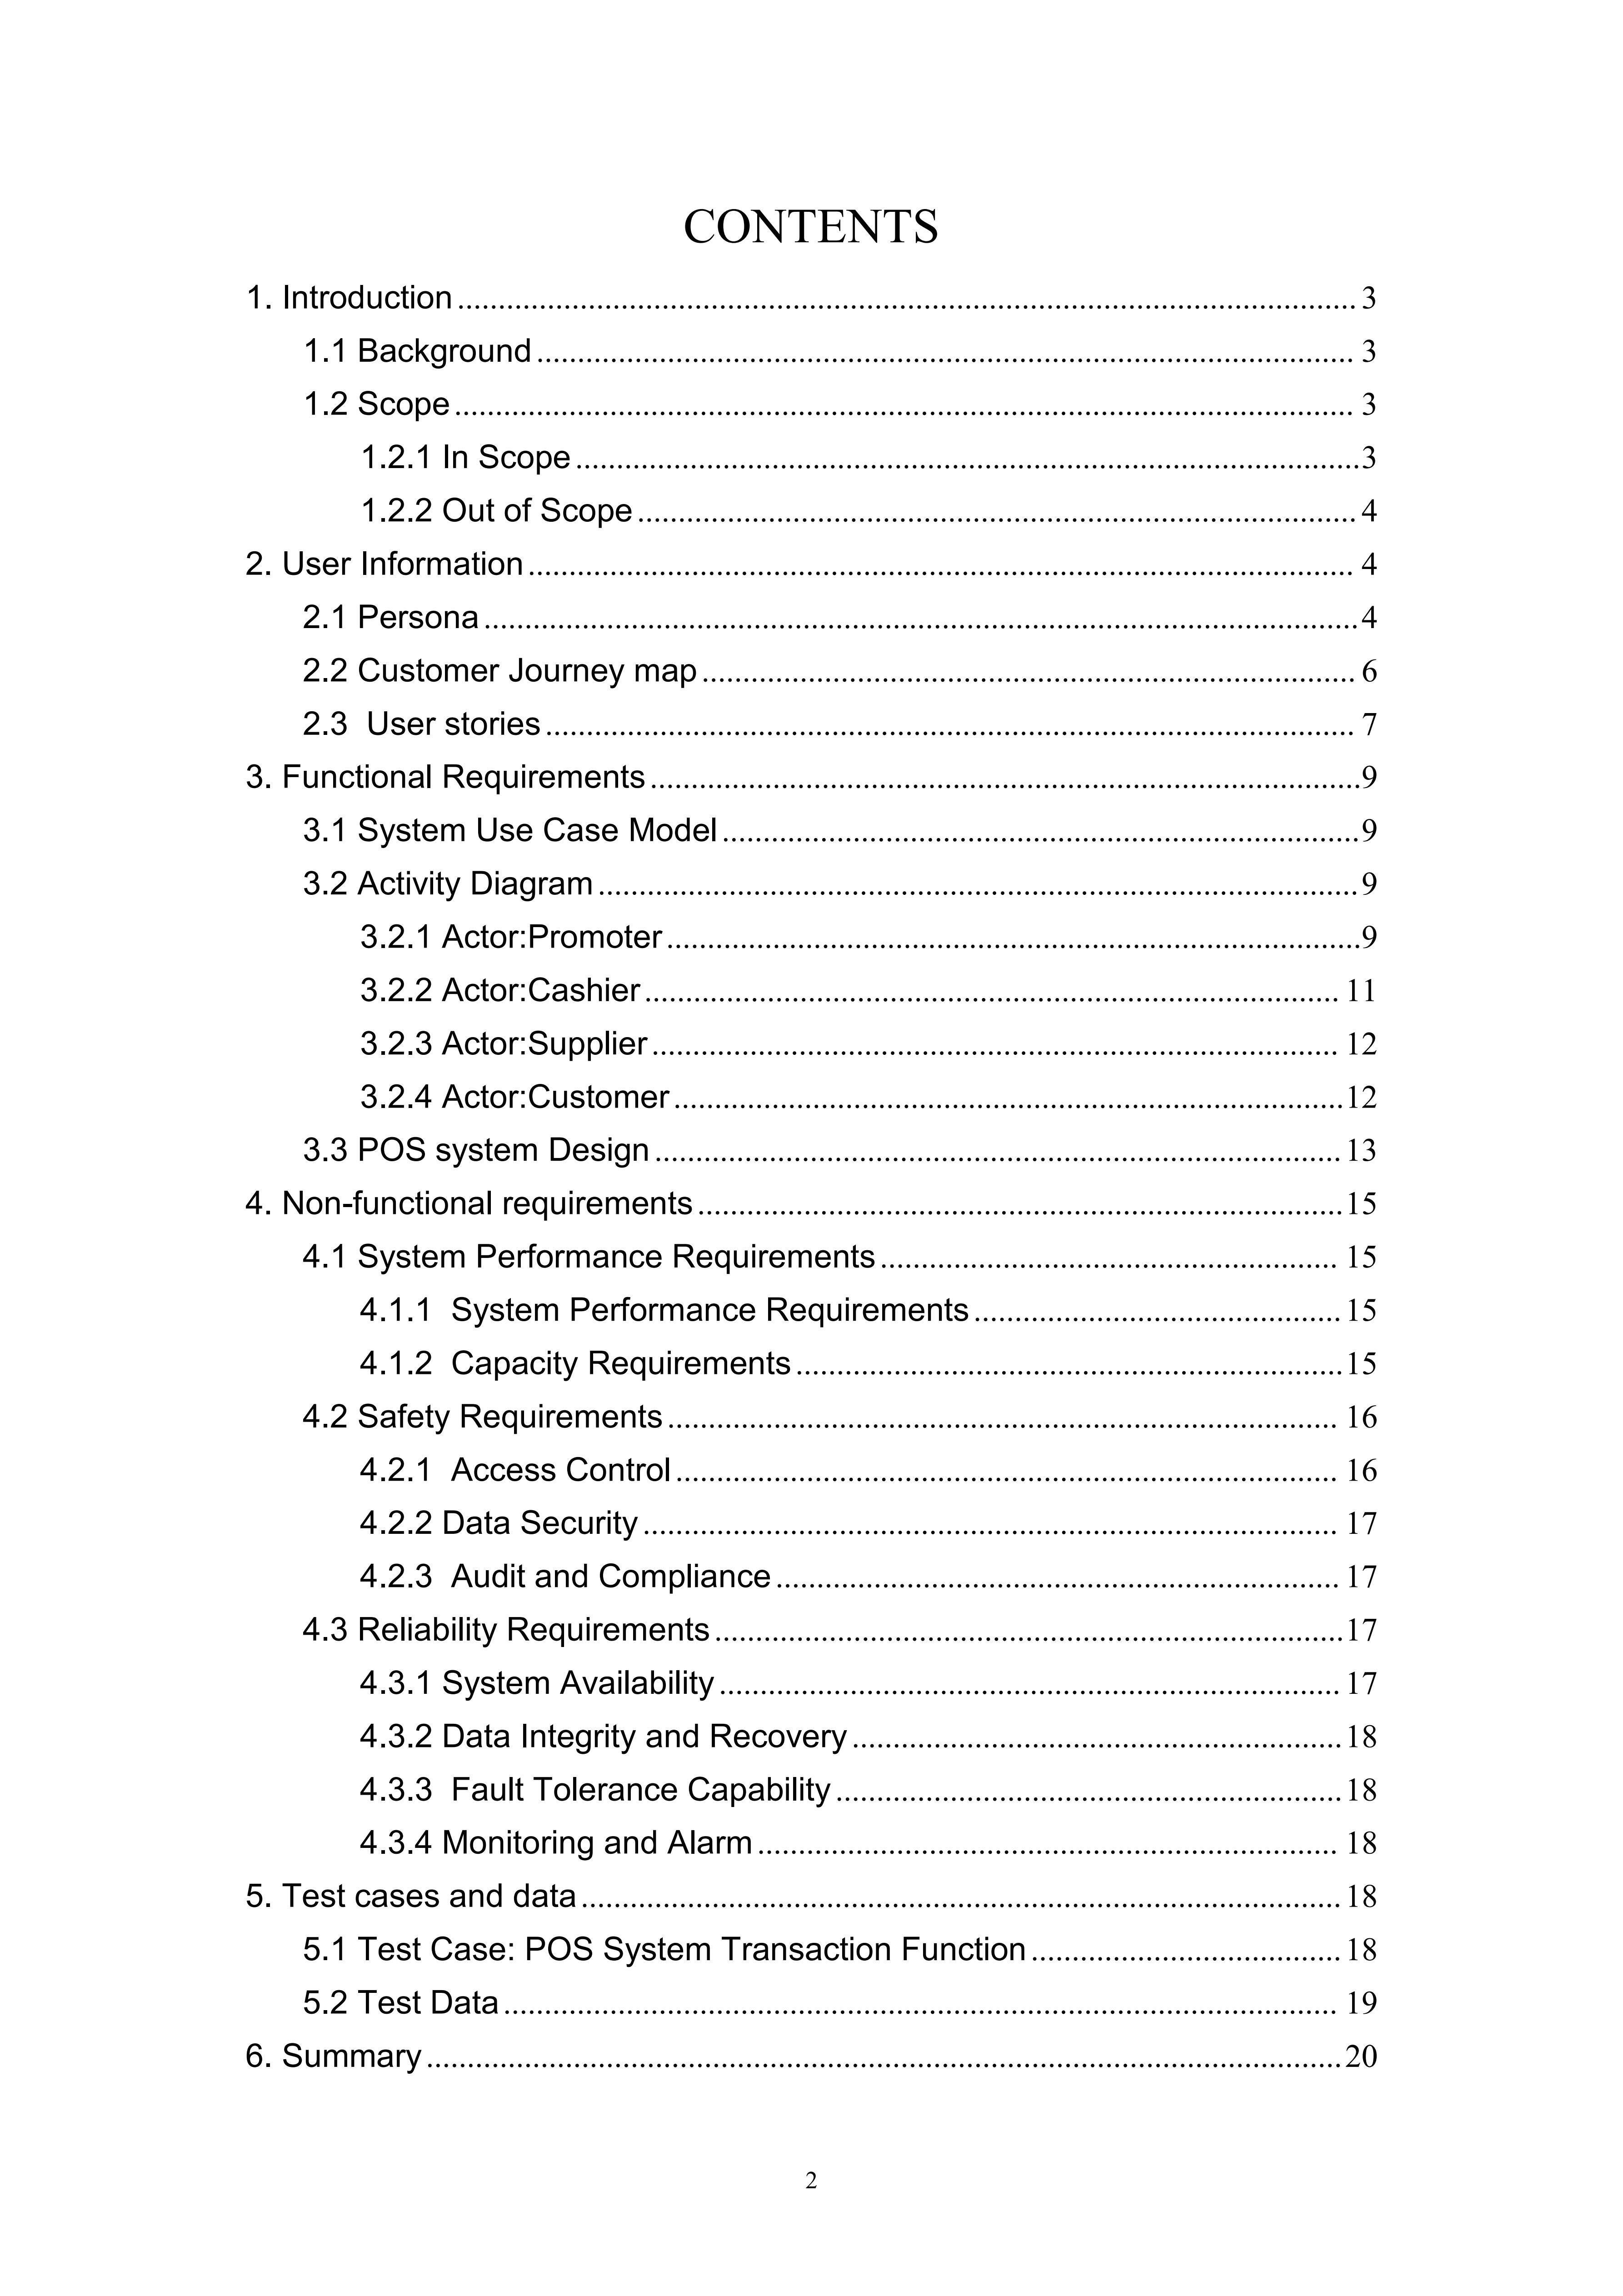 CONTENTS
1. Introduction........................................................................................................ 3
1.1 Background.................................................................................................. 3
1.2 Scope............................................................................................................ 3
1.2.1 In Scope................................................................................................3
1.2.2 Out of Scope........................................................................................ 4
2. User Information.................................................................................................. 4
2.1 Persona.........................................................................................................4
2.2 Customer Journey map................................................................................ 6
2.3  User stories.................................................................................................. 7
3. Functional Requirements.......................................................................................9
3.1 System Use Case Model..............................................................................9
3.2 Activity Diagram............................................................................................9
3.2.1 Actor:Promoter.....................................................................................9
3.2.2 Actor:Cashier..................................................................................... 11
3.2.3 Actor:Supplier.................................................................................... 12
3.2.4 Actor:Customer..................................................................................12
3.3 POS system Design.................................................................................... 13
4. Non-functional requirements...............................................................................15
4.1 System Performance Requirements........................................................ 15
4.1.1  System Performance Requirements............................................. 15
4.1.2  Capacity Requirements...................................................................15
4.2 Safety Requirements.................................................................................. 16
4.2.1  Access Control................................................................................. 16
4.2.2 Data Security..................................................................................... 17
4.2.3  Audit and Compliance..................................................................... 17
4.3 Reliability Requirements.............................................................................17
4.3.1 System Availability............................................................................ 17
4.3.2 Data Integrity and Recovery............................................................ 18
4.3.3  Fault Tolerance Capability..............................................................18
4.3.4 Monitoring and Alarm....................................................................... 18
5. Test cases and data............................................................................................. 18
5.1 Test Case: POS System Transaction Function...................................... 18
5.2 Test Data...................................................................................................... 19
6. Summary................................................................................................................20
2